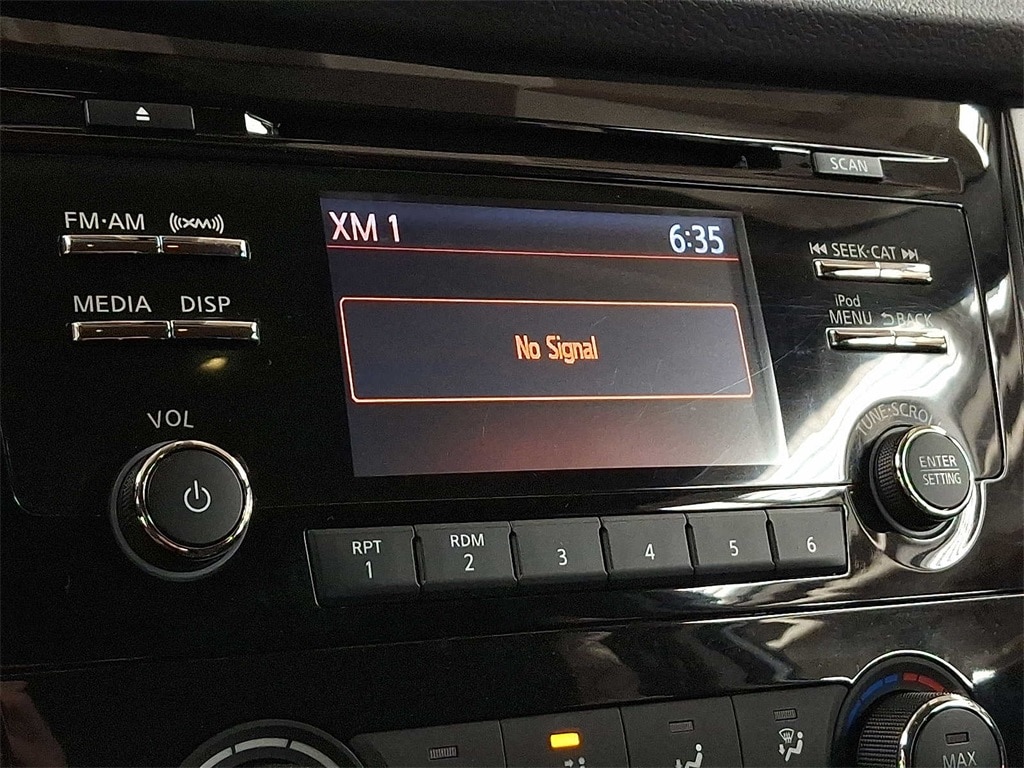 SCAN
FM·AM
((XM))
XM 1
6:35
SEEK·CAT
iPod
MENU
BACK
MEDIA
DISP
No Signal
VOL
TUNE·SCROLL
ENTER
SETTING
RPT
1
RDM
2
3
4
5
6
MAX